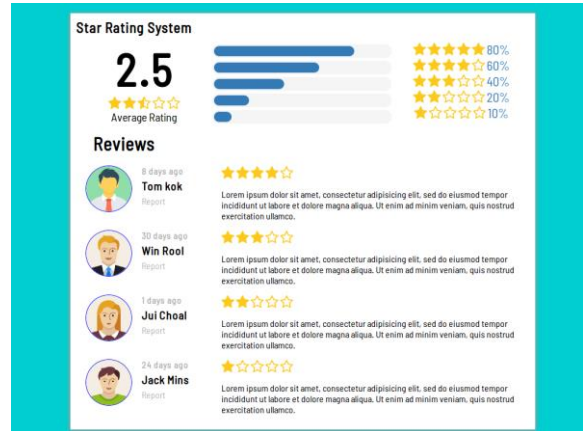 Star Rating System
2.5
Average Rating
80%
60%
40%
20%
10%
Reviews
8 days ago
Tom kok
Report
Lorem ipsum dolor sit amet, consectetur adipisicing elit, sed do eiusmod tempor
incididunt ut labore et dolore magna aliqua. Ut enim ad minim veniam, quis nostrud
exercitation ullamco.
30 days ago
Win Rool
Report
Lorem ipsum dolor sit amet, consectetur adipisicing elit, sed do eiusmod tempor
incididunt ut labore et dolore magna aliqua. Ut enim ad minim veniam, quis nostrud
exercitation ullamco.
1 days ago
Jui Choal
Report
Lorem ipsum dolor sit amet, consectetur adipisicing elit, sed do eiusmod tempor
incididunt ut labore et dolore magna aliqua. Ut enim ad minim veniam, quis nostrud
exercitation ullamco.
24 days ago
Jack Mins
Report
Lorem ipsum dolor sit amet, consectetur adipisicing elit, sed do eiusmod tempor
incididunt ut labore et dolore magna aliqua. Ut enim ad minim veniam, quis nostrud
exercitation ullamco.